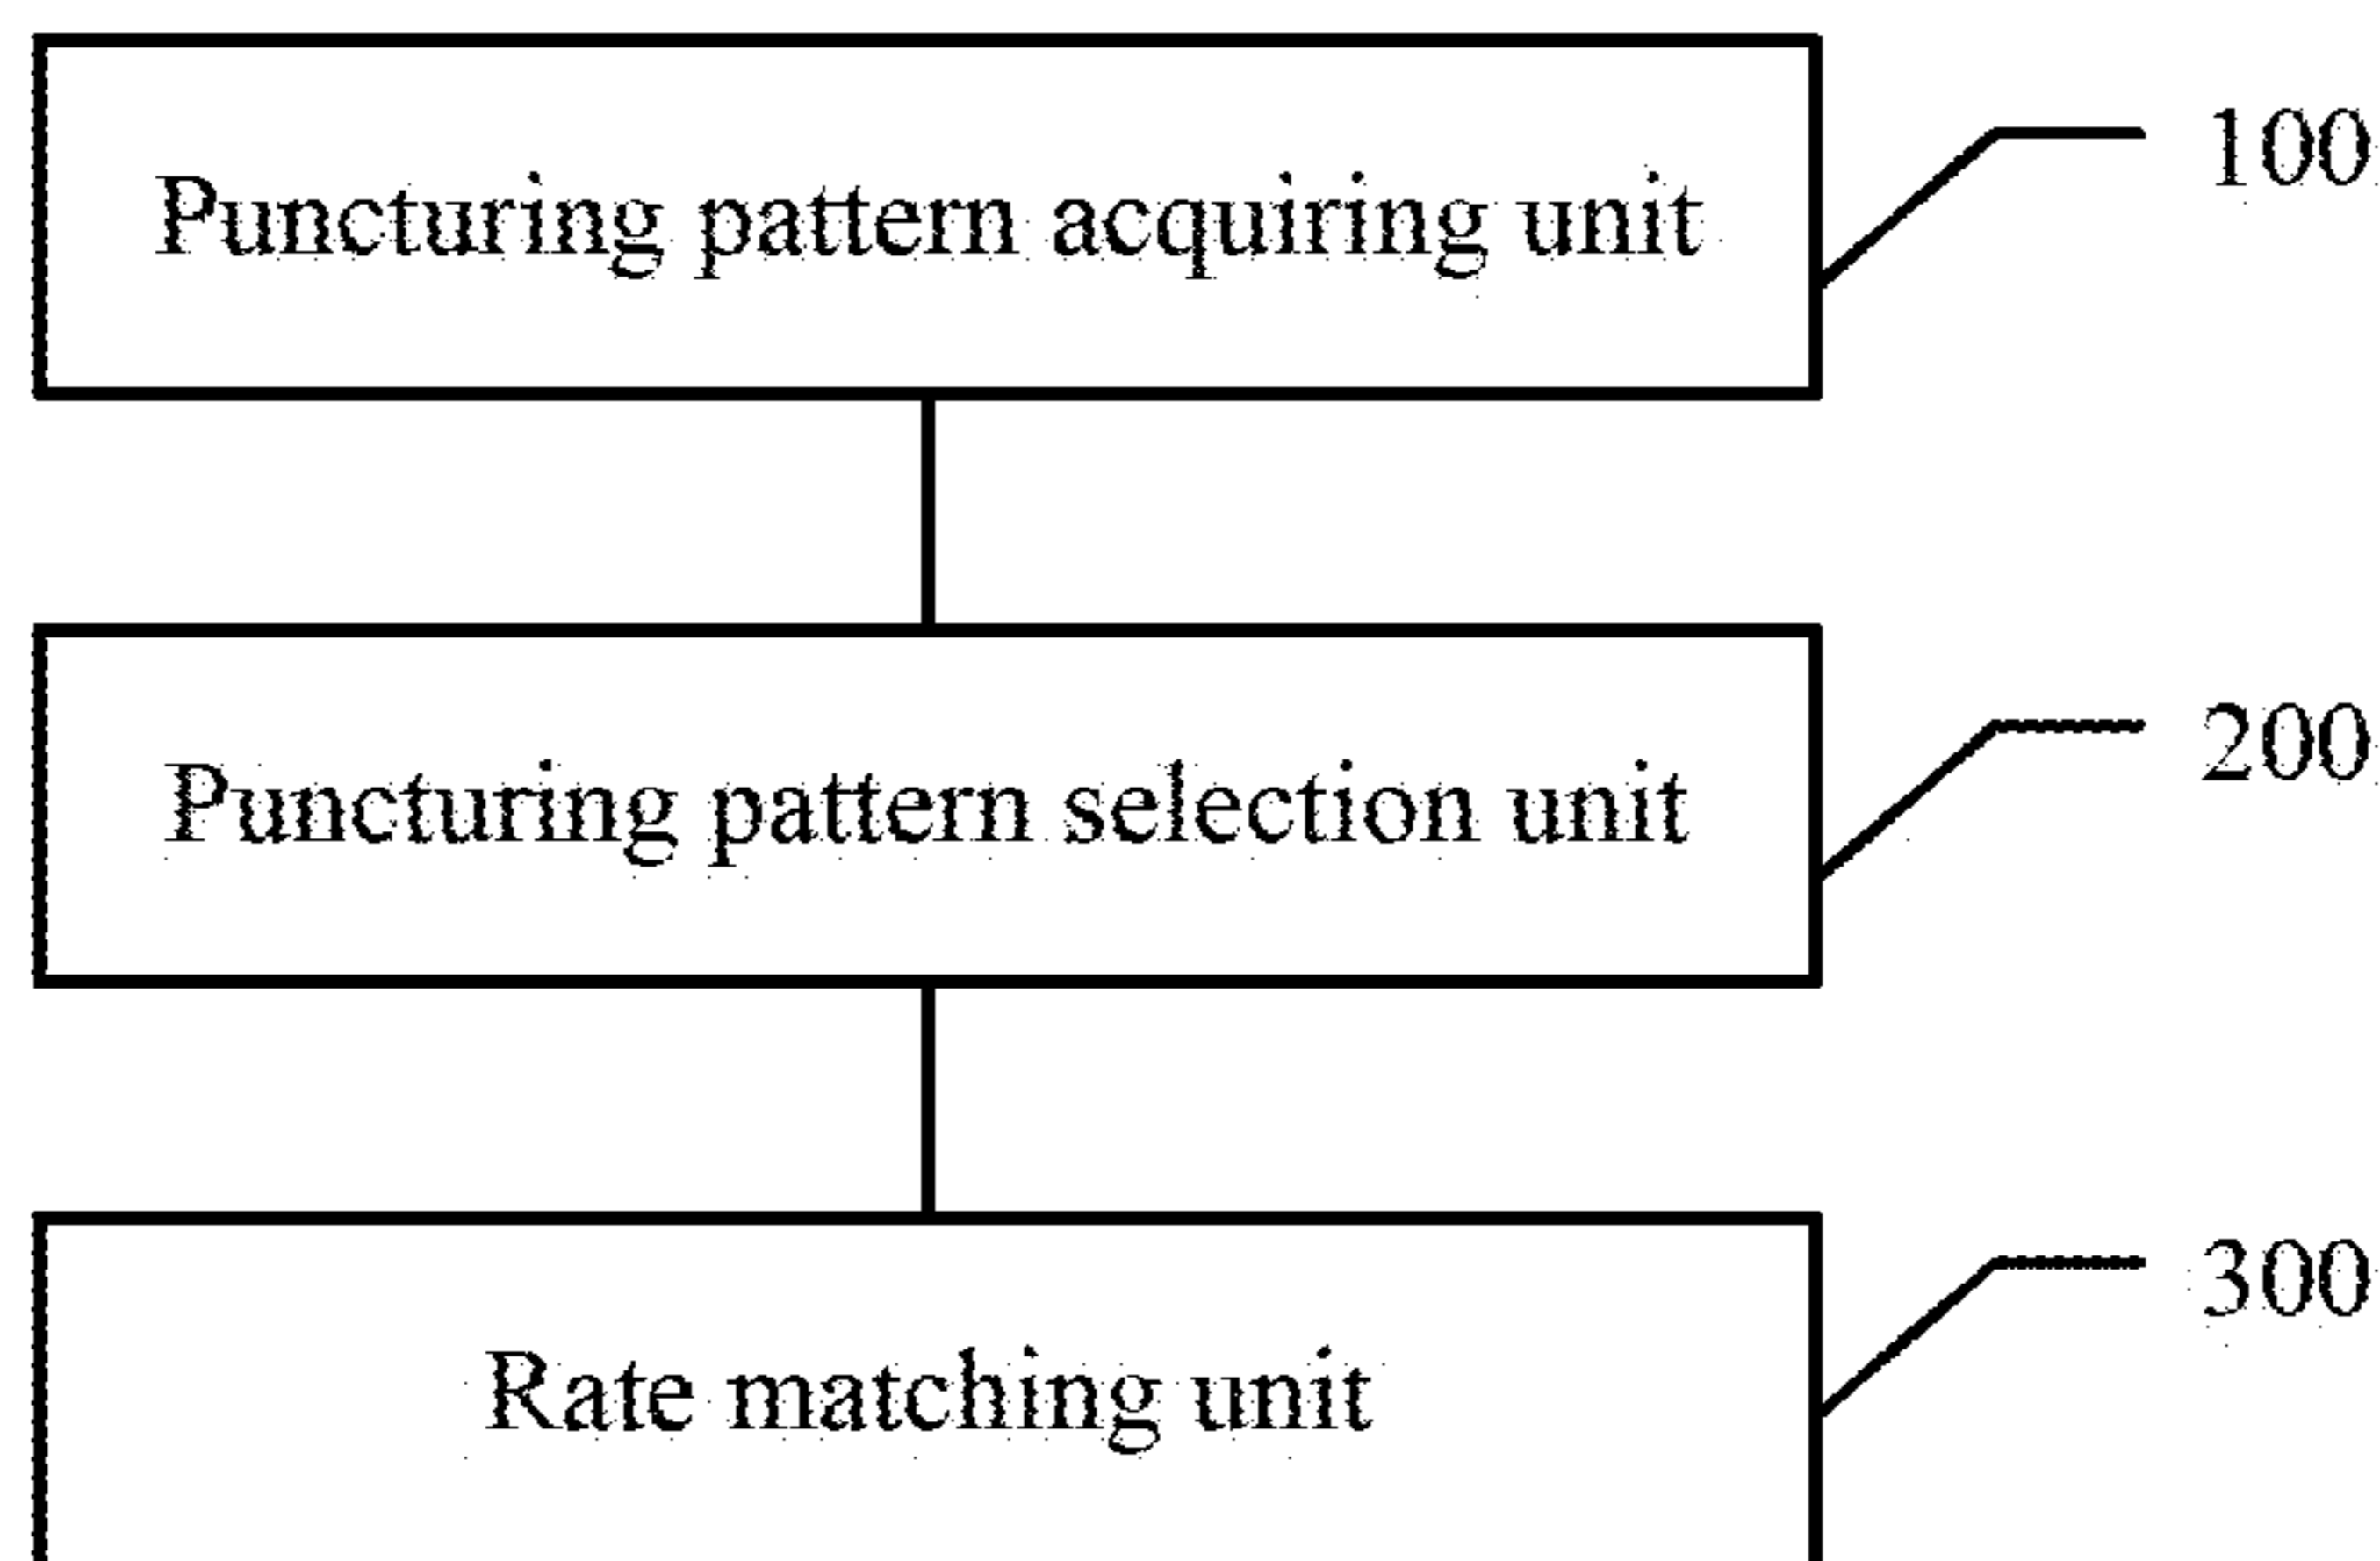 Puncturing pattern acquiring unit
100
Puncturing pattern selection unit
200
Rate matching unit
300